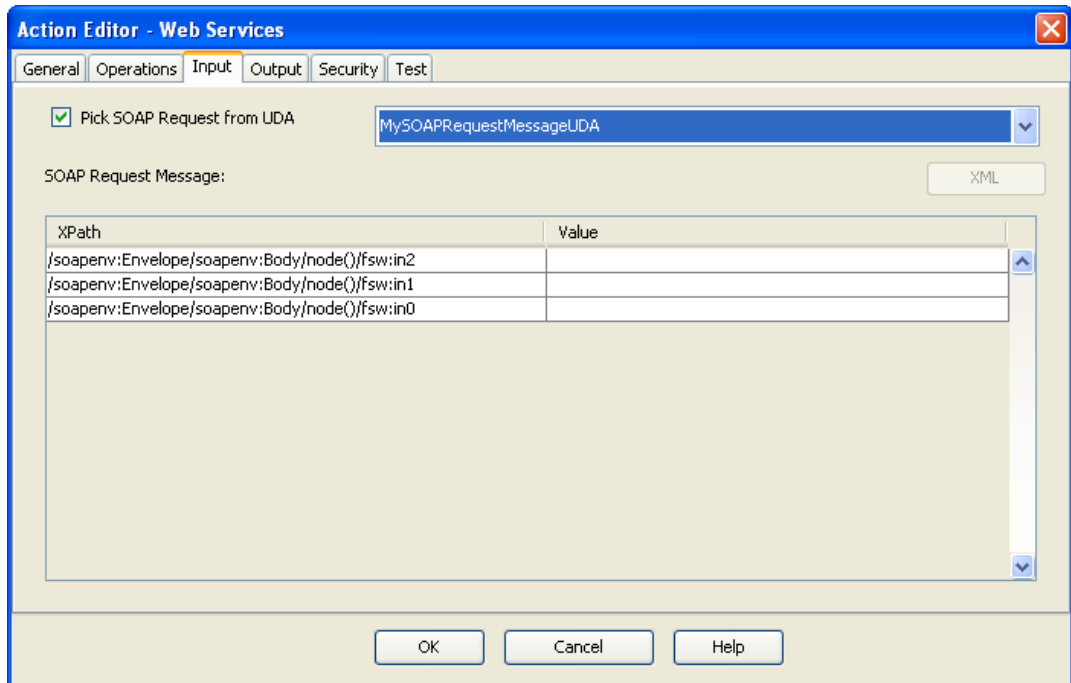 Action Editor - Web Services
General Operations Input Output Security Test
Pick SOAP Request from UDA MySOAPRequestMessageUDA
SOAP Request Message: XML
XPath Value
/soapenv:Envelope/soapenv:Body/node()/fsw:in2
/soapenv:Envelope/soapenv:Body/node()/fsw:in1
/soapenv:Envelope/soapenv:Body/node()/fsw:in0
OK Cancel Help